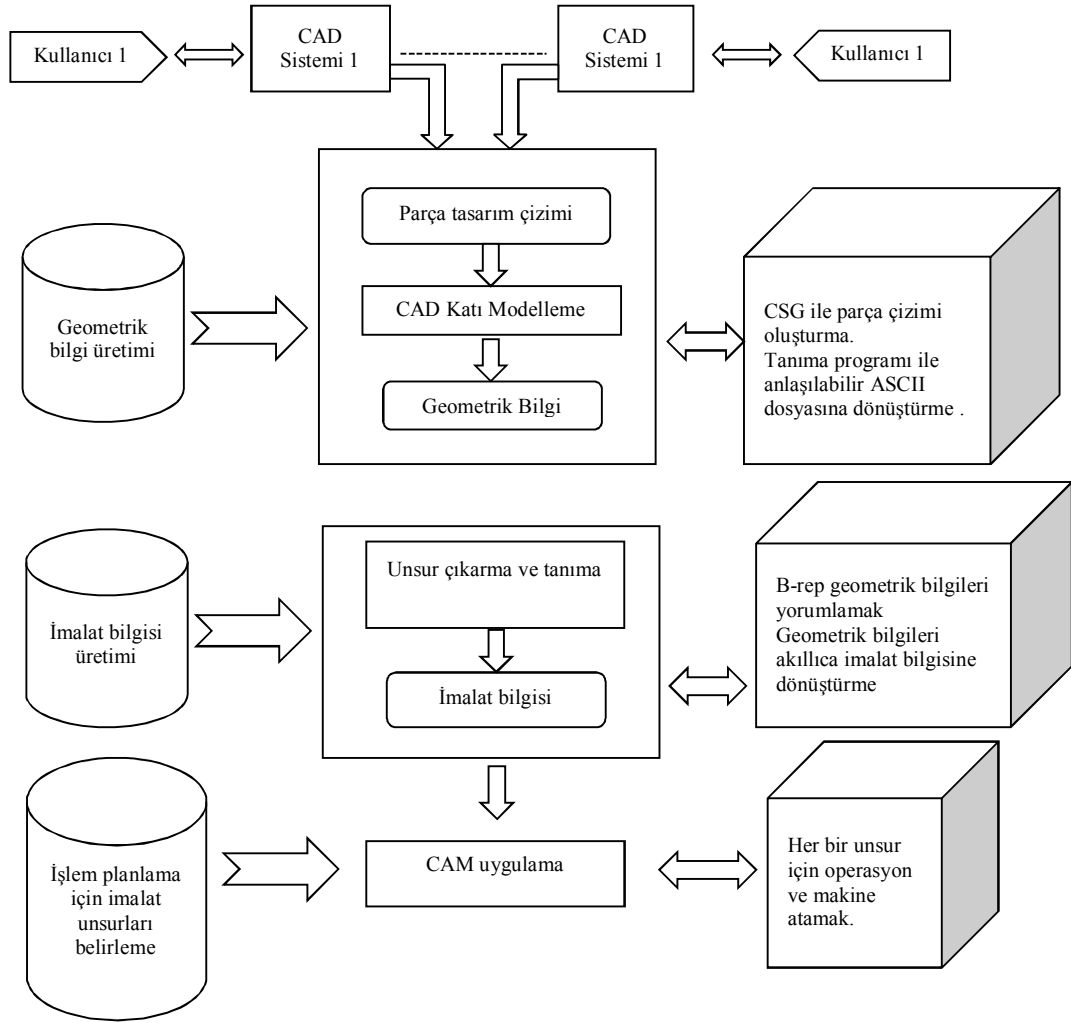 Kullanıcı 1
CAD
Sistemi 1
CAD
Sistemi 1
Kullanıcı 1
Geometrik
bilgi üretimi
Parça tasarım çizimi
CAD Katı Modelleme
Geometrik Bilgi
CSG ile parça çizimi
oluşturma.
Tanıma programı ile
anlaşılabilir ASCII
dosyasına dönüştürme .
İmalat bilgisi
üretimi
Unsur çıkarma ve tanıma
İmalat bilgisi
B-rep geometrik bilgileri
yorumlamak
Geometrik bilgileri
akıllıca imalat bilgisine
dönüştürme
İşlem planlama
için imalat
unsurları
belirleme
CAM uygulama
Her bir unsur
için operasyon
ve makine
atamak.